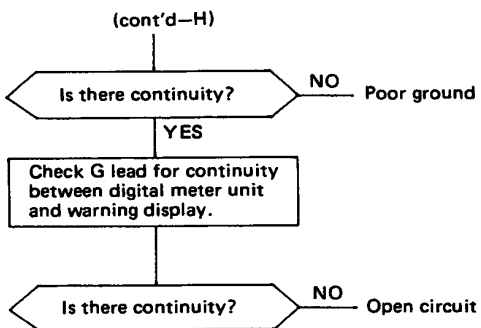 (cont'd—H)
Is there continuity?
NO
Poor ground
YES
Check G lead for continuity
between digital meter unit
and warning display.
Is there continuity?
NO
Open circuit